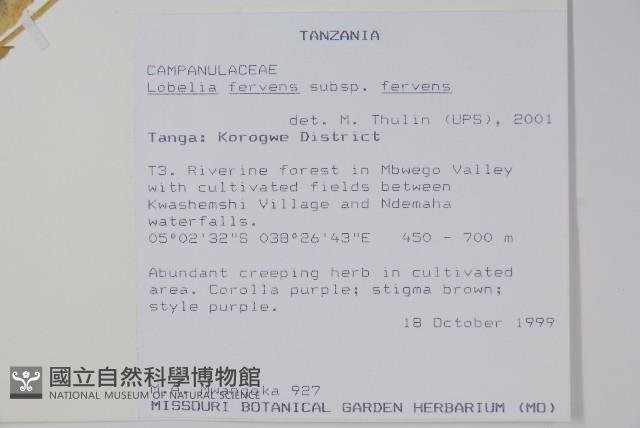 TANZANIA
CAMPANULACEAE
Lobelia fervens subsp. fervens
det. M. Thulin (UPS), 2001
Tanga: Korogwe District
T3. Riverine forest in Mbwego Valley
with cultivated fields between
Kwashemshi Village and Ndemaha
waterfalls.
05°02'32"S 038°26'43"E 450 - 700 m
Abundant creeping herb in cultivated
area. Corolla purple; stigma brown;
style purple.
18 October 1999
國立自然科學博物館
NATIONAL MUSEUM OF NATURAL SCIENCE
927
MISSOURI BOTANICAL GARDEN HERBARIUM (MO)